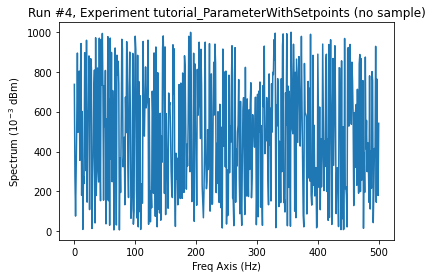 Run #4, Experiment tutorial_ParameterWithSetpoints (no sample)
1000
800
600
400
200
0
Spectrum (10⁻³ dBm)
0 100 200 300 400 500
Freq Axis (Hz)